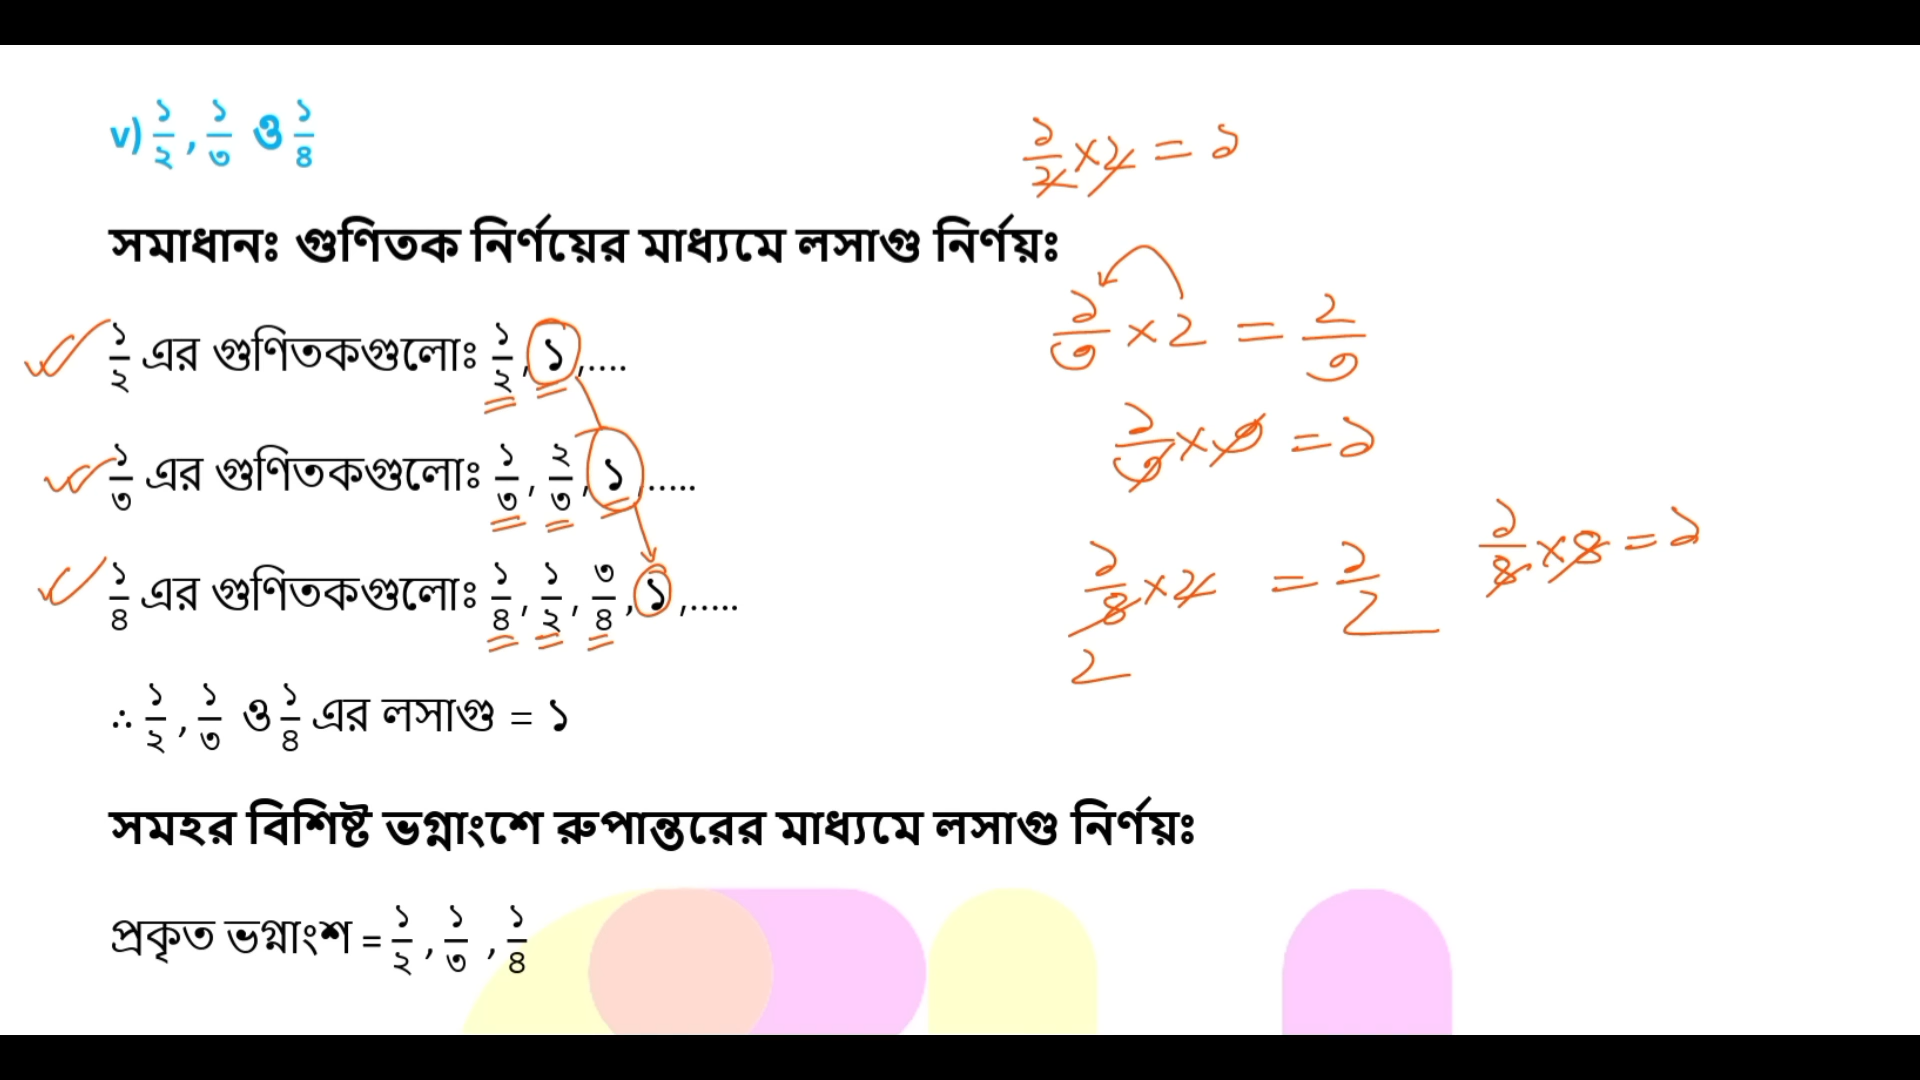 v) ১/২ , ১/৩ ও ১/৪
১/২ × ২ = ১
সমাধানঃ গুণিতক নির্ণয়ের মাধ্যমে লসাগু নির্ণয়ঃ
১/২ এর গুণিতকগুলোঃ ১/২, ১ ,....
১/৩ × ২ = ২/৩
১/৩ এর গুণিতকগুলোঃ ১/৩, ২/৩, ১ ,.....
১/৩ × ৩ = ১
১/৪ এর গুণিতকগুলোঃ ১/৪, ১/২, ৩/৪, ১ ,.....
১/৪ × ২ = ১/২
২
১/৪ × ৪ = ১
∴ ১/২ , ১/৩ ও ১/৪ এর লসাগু = ১
সমহর বিশিষ্ট ভগ্নাংশে রুপান্তরের মাধ্যমে লসাগু নির্ণয়ঃ
প্রকৃত ভগ্নাংশ = ১/২ , ১/৩ , ১/৪